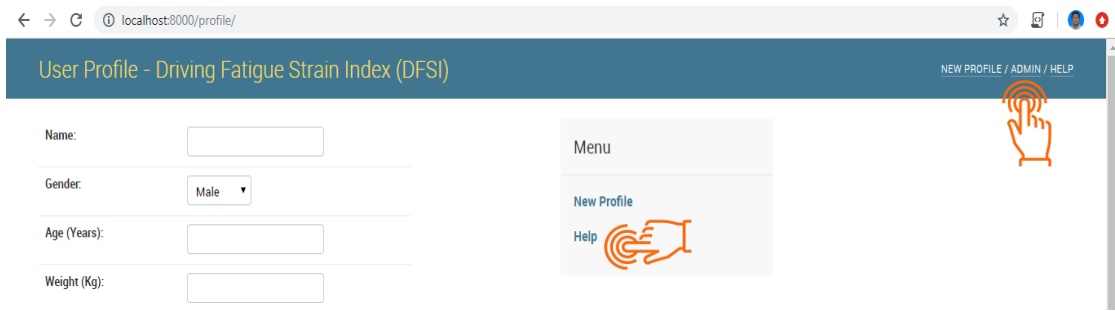 localhost:8000/profile/
User Profile - Driving Fatigue Strain Index (DFSI)
NEW PROFILE / ADMIN / HELP
Name:
Gender:
Male
Age (Years):
Weight (Kg):
Menu
New Profile
Help